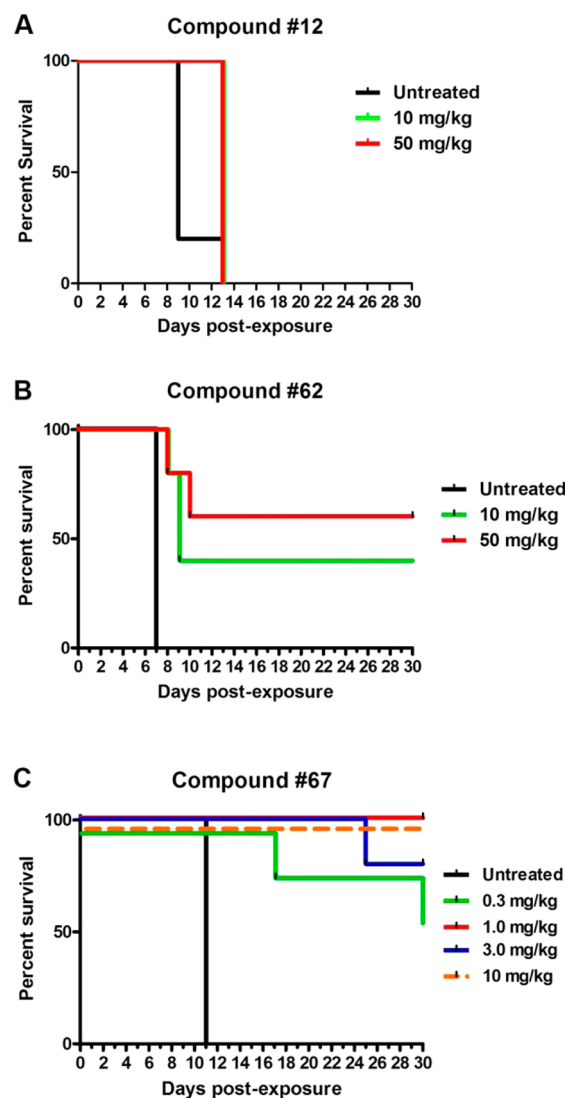 A
Compound #12
100
50
0
Percent Survival
0 2 4 6 8 10 12 14 16 18 20 22 24 26 28 30
Days post-exposure
Untreated
10 mg/kg
50 mg/kg
B
Compound #62
100
50
0
Percent survival
0 2 4 6 8 10 12 14 16 18 20 22 24 26 28 30
Days post-exposure
Untreated
10 mg/kg
50 mg/kg
C
Compound #67
100
50
0
Percent survival
0 2 4 6 8 10 12 14 16 18 20 22 24 26 28 30
Days post-exposure
Untreated
0.3 mg/kg
1.0 mg/kg
3.0 mg/kg
10 mg/kg